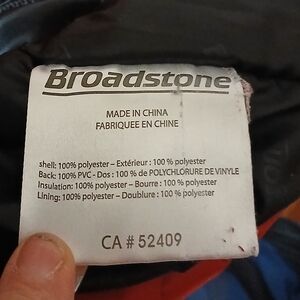 Broadstone
MADE IN CHINA
FABRIQUEE EN CHINE
shell: 100% polyester – Extérieur : 100 % polyester
Back: 100% PVC - Dos : 100 % de POLYCHLORURE DE VINYLE
Insulation: 100% polyester – Bourre : 100 % polyester
Lining: 100% polyester – Doublure : 100 % polyester
CA # 52409